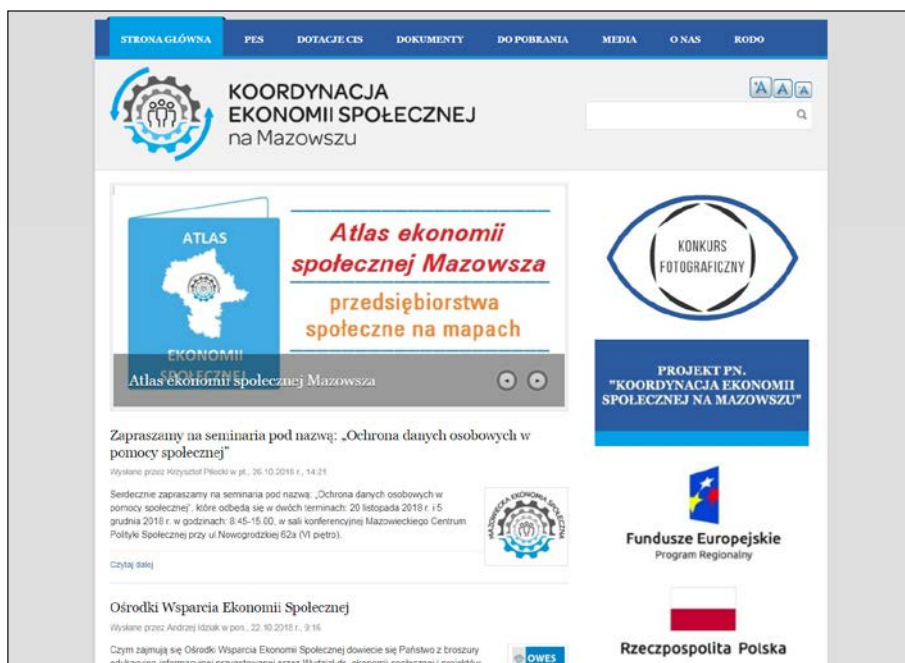 STRONA GŁÓWNA PES DOTACJE CIS DOKUMENTY DO POBRANIA MEDIA O NAS RODO
KOORDYNACJA
EKONOMII SPOŁECZNEJ
na Mazowszu
A A A
ATLAS
EKONOMII
SPOŁECZNEJ
Atlas ekonomii
społecznej Mazowsza
przedsiębiorstwa
społeczne na mapach
Atlas ekonomii społecznej Mazowsza
KONKURS
FOTOGRAFICZNY
PROJEKT PN.
"KOORDYNACJA EKONOMII
SPOŁECZNEJ NA MAZOWSZU"
Zapraszamy na seminaria pod nazwą: „Ochrona danych osobowych w
pomocy społecznej”
Wysłane przez Krzysztof Pilecki w pt., 26.10.2018 r., 14:21
Serdecznie zapraszamy na seminaria pod nazwą: „Ochrona danych osobowych w
pomocy społecznej”, które odbędą się w dwóch terminach: 20 listopada 2018 r. i 5
grudnia 2018 r. w godzinach: 8.45-15.00, w sali konferencyjnej Mazowieckiego Centrum
Polityki Społecznej przy ul.Nowogrodzkiej 62a (VI piętro).
MAZOWIECKA EKONOMIA SPOŁECZNA
Czytaj dalej
Fundusze Europejskie
Program Regionalny
Ośrodki Wsparcia Ekonomii Społecznej
Wysłane przez Andrzej Idziak w pon., 22.10.2018 r., 9:16
Czym zajmują się Ośrodki Wsparcia Ekonomii Społecznej dowiecie się Państwo z broszury
OWES
Rzeczpospolita Polska